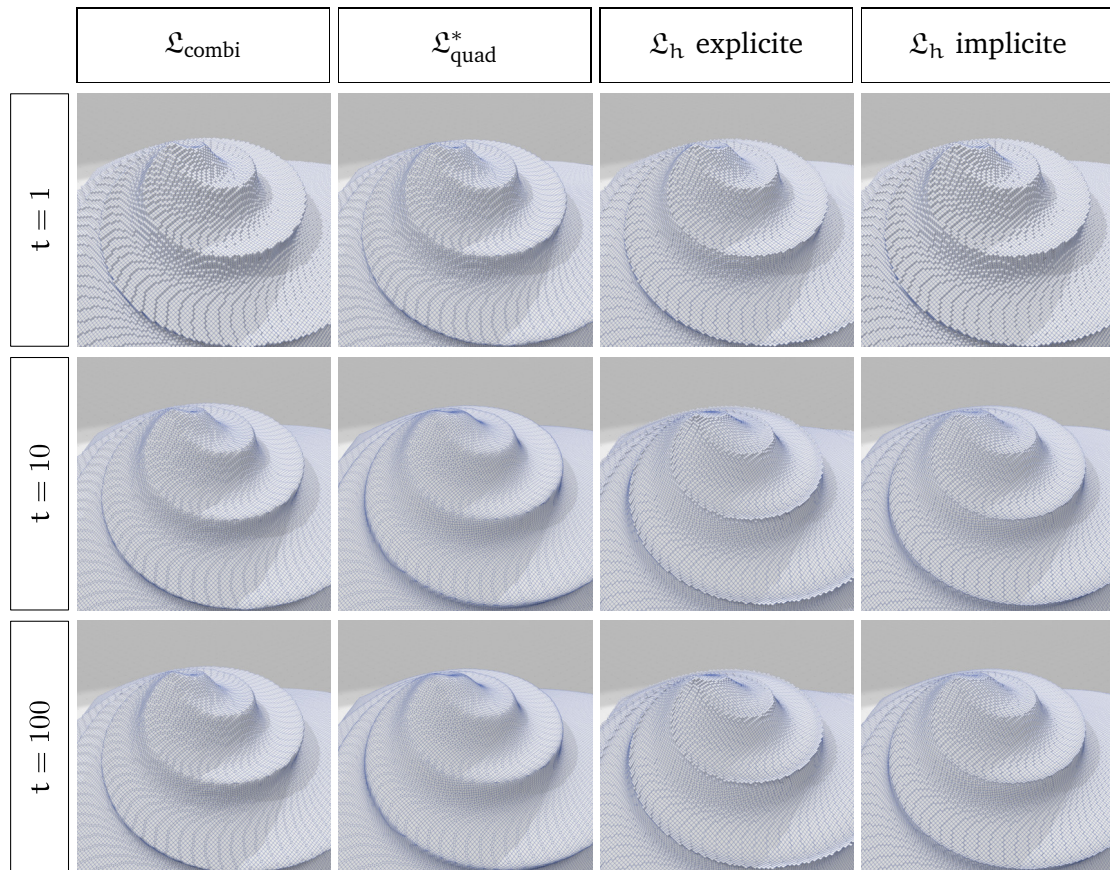 𝔏combi
𝔏*quad
𝔏h explicite
𝔏h implicite
t = 1
t = 10
t = 100